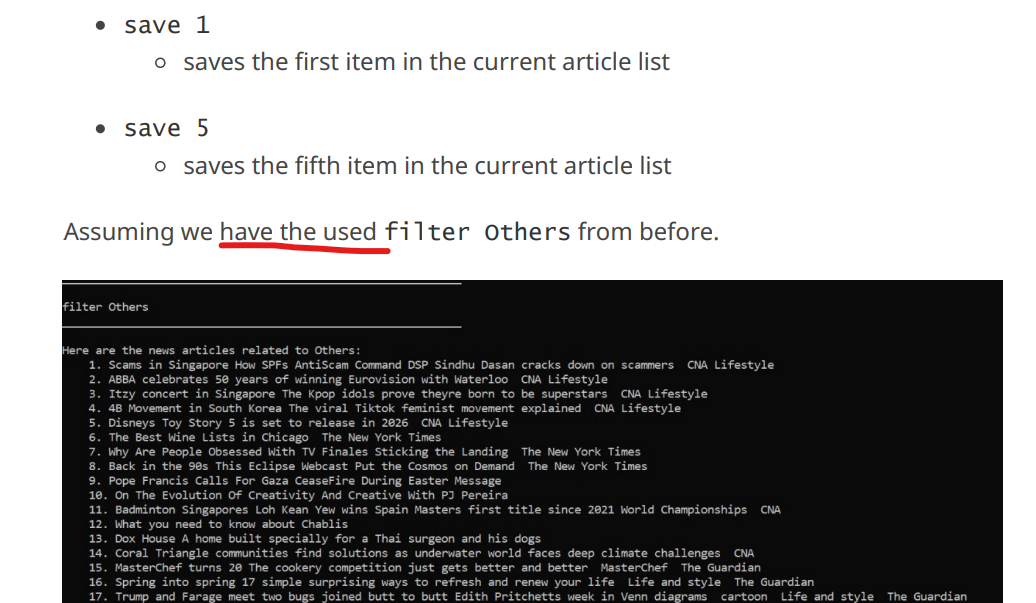 save 1
saves the first item in the current article list
save 5
saves the fifth item in the current article list
Assuming we have the used filter Others from before.
filter Others
Here are the news articles related to Others:
1. Scams in Singapore How SPFs AntiScam Command DSP Sindhu Dasan cracks down on scammers  CNA Lifestyle
2. ABBA celebrates 50 years of winning Eurovision with Waterloo  CNA Lifestyle
3. Itzy concert in Singapore The Kpop idols prove theyre born to be superstars  CNA Lifestyle
4. 4B Movement in South Korea The viral Tiktok feminist movement explained  CNA Lifestyle
5. Disneys Toy Story 5 is set to release in 2026  CNA Lifestyle
6. The Best Wine Lists in Chicago  The New York Times
7. Why Are People Obsessed With TV Finales Sticking the Landing  The New York Times
8. Back in the 90s This Eclipse Webcast Put the Cosmos on Demand  The New York Times
9. Pope Francis Calls For Gaza CeaseFire During Easter Message
10. On The Evolution Of Creativity And Creative With PJ Pereira
11. Badminton Singapores Loh Kean Yew wins Spain Masters first title since 2021 World Championships  CNA
12. What you need to know about Chablis
13. Dox House A home built specially for a Thai surgeon and his dogs
14. Coral Triangle communities find solutions as underwater world faces deep climate challenges  CNA
15. MasterChef turns 20 The cookery competition just gets better and better  MasterChef  The Guardian
16. Spring into spring 17 simple surprising ways to refresh and renew your life  Life and style  The Guardian
17. Trump and Farage meet two bugs joined butt to butt Edith Pritchetts week in Venn diagrams  cartoon  Life and style  The Guardian